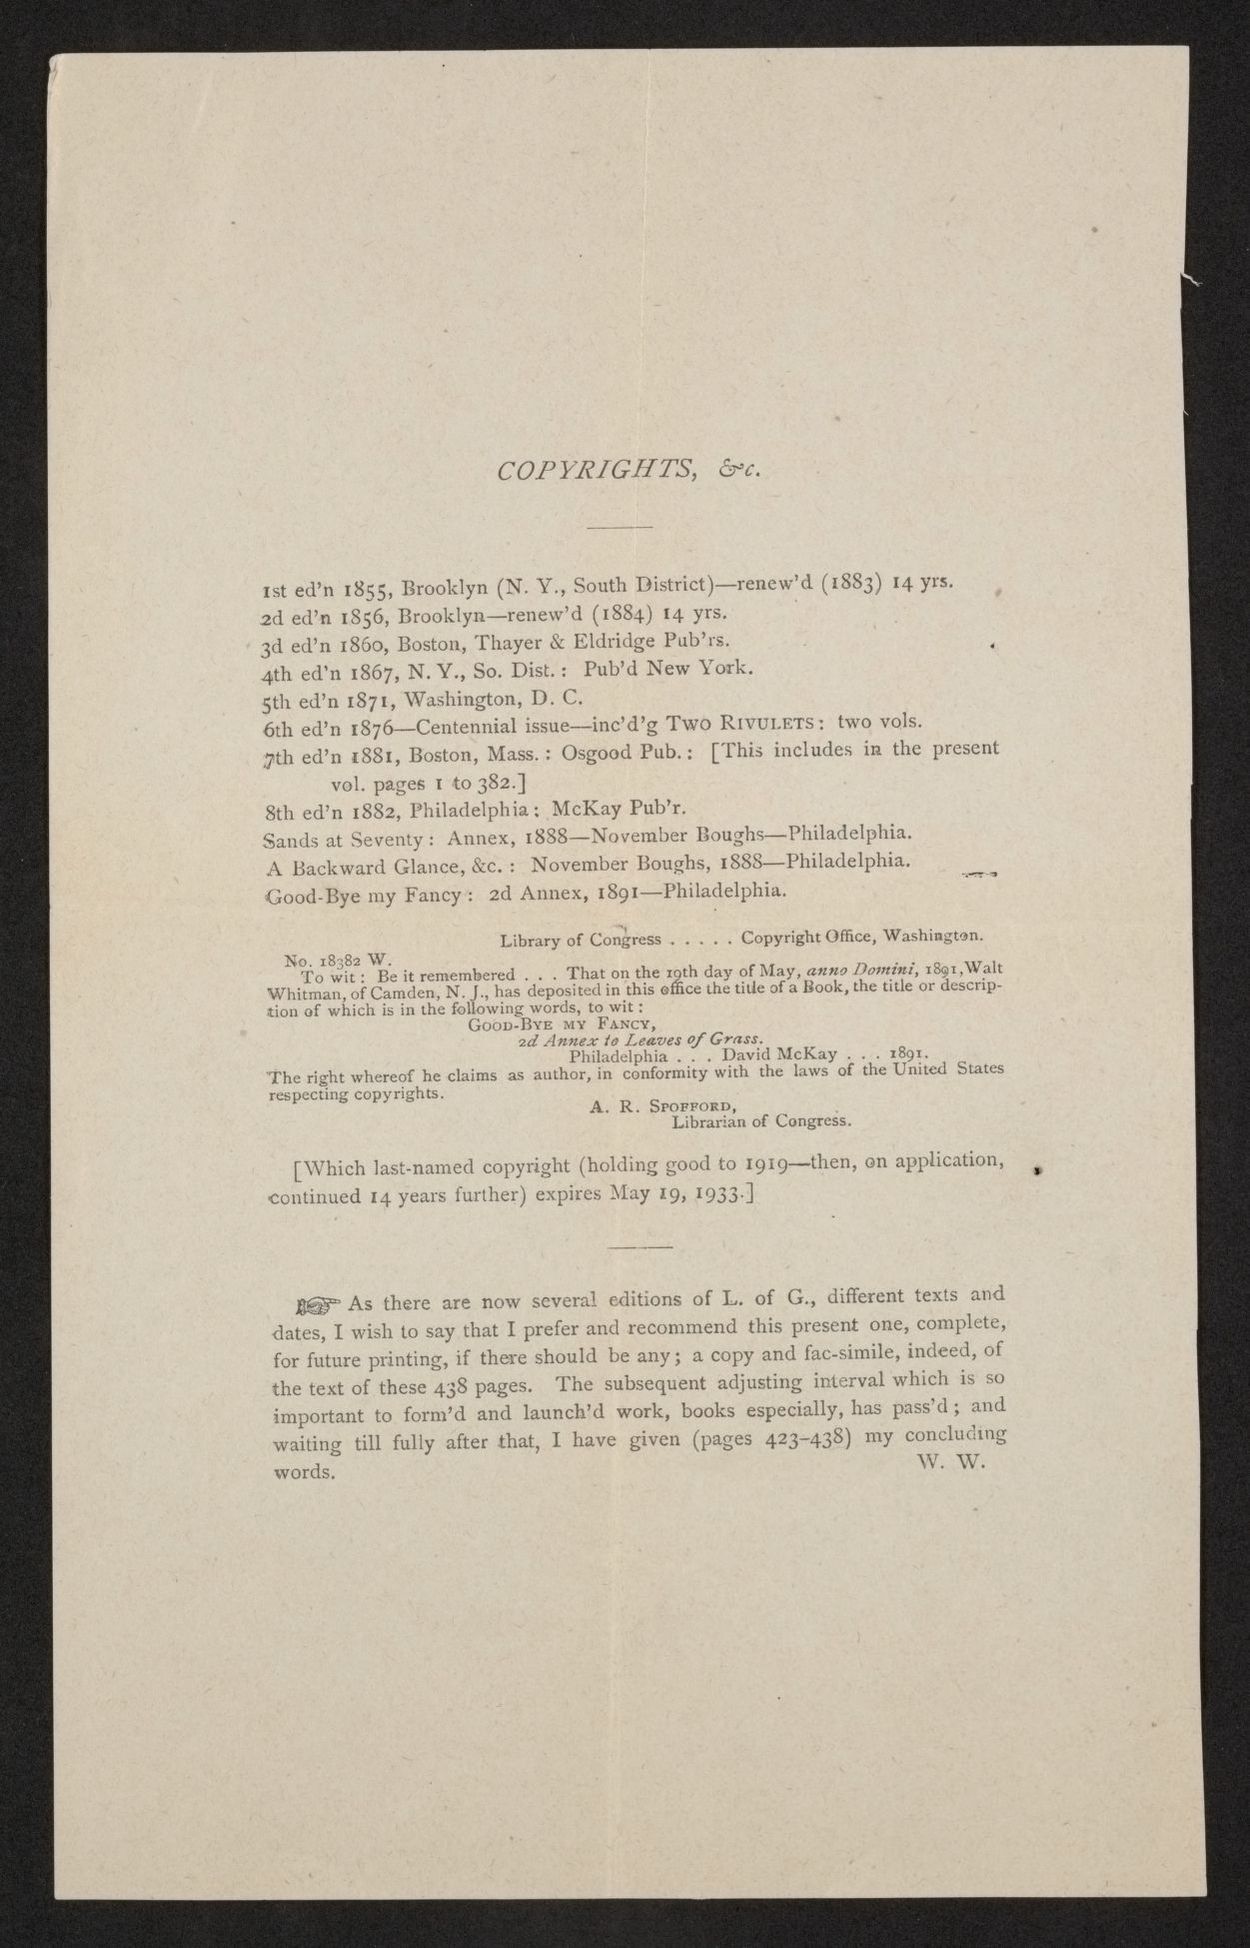 COPYRIGHTS, &c.
1st ed'n 1855, Brooklyn (N. Y., South District)—renew'd (1883) 14 yrs.
2d ed'n 1856, Brooklyn—renew'd (1884) 14 yrs.
3d ed'n 1860, Boston, Thayer & Eldridge Pub'rs.
4th ed'n 1867, N. Y., So. Dist.: Pub'd New York.
5th ed'n 1871, Washington, D. C.
6th ed'n 1876—Centennial issue—inc'd'g TWO RIVULETS: two vols.
7th ed'n 1881, Boston, Mass.: Osgood Pub.: [This includes in the present
vol. pages 1 to 382.]
8th ed'n 1882, Philadelphia: McKay Pub'r.
Sands at Seventy: Annex, 1888—November Boughs—Philadelphia.
A Backward Glance, &c.: November Boughs, 1888—Philadelphia.
Good-Bye my Fancy: 2d Annex, 1891—Philadelphia.
Library of Congress . . . . . Copyright Office, Washington.
No. 18382 W.
To wit: Be it remembered . . . That on the 19th day of May, anno Domini, 1891, Walt
Whitman, of Camden, N. J., has deposited in this office the title of a Book, the title or descrip-
tion of which is in the following words, to wit:
GOOD-BYE MY FANCY,
2d Annex to Leaves of Grass.
Philadelphia . . . David McKay . . . 1891.
The right whereof he claims as author, in conformity with the laws of the United States
respecting copyrights.
A. R. SPOFFORD,
Librarian of Congress.
[Which last-named copyright (holding good to 1919—then, on application,
continued 14 years further) expires May 19, 1933.]
☞ As there are now several editions of L. of G., different texts and
dates, I wish to say that I prefer and recommend this present one, complete,
for future printing, if there should be any; a copy and fac-simile, indeed, of
the text of these 438 pages. The subsequent adjusting interval which is so
important to form'd and launch'd work, books especially, has pass'd; and
waiting till fully after that, I have given (pages 423–438) my concluding
words. W. W.